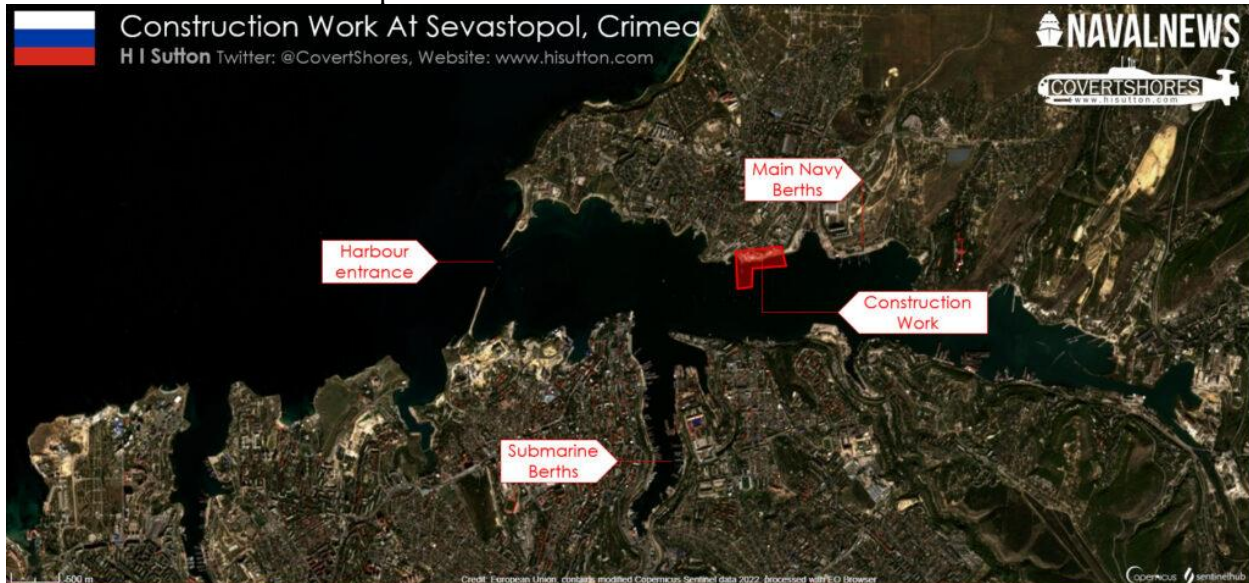 Construction Work At Sevastopol, Crimea
H I Sutton Twitter: @CovertShores, Website: www.hisutton.com
NAVALNEWS
COVERTSHORES
www.hisutton.com
Main Navy
Berths
Harbour
entrance
Construction
Work
Submarine
Berths
500 m
Credit: European Union, contains modified Copernicus Sentinel data 2022, processed with EO Browser
opernicus sentinelhub